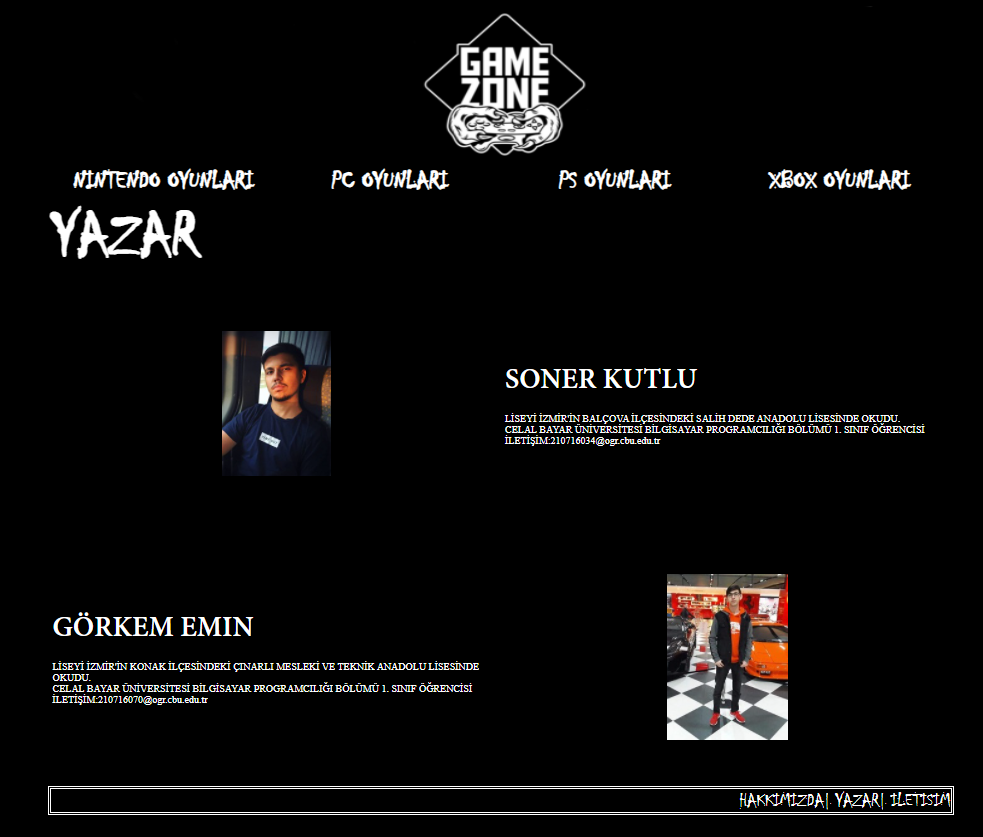 GAME
ZONE
NINTENDO OYUNLARI PC OYUNLARI PS OYUNLARI XBOX OYUNLARI
YAZAR
SONER KUTLU
LİSEYİ İZMİR'İN BALÇOVA İLÇESİNDEKİ SALİH DEDE ANADOLU LİSESİNDE OKUDU.
CELAL BAYAR ÜNİVERSİTESİ BİLGİSAYAR PROGRAMCILIĞI BÖLÜMÜ 1. SINIF ÖĞRENCİSİ
İLETİŞİM:210716034@ogr.cbu.edu.tr
GÖRKEM EMIN
LİSEYİ İZMİR'İN KONAK İLÇESİNDEKİ ÇINARLI MESLEKİ VE TEKNİK ANADOLU LİSESİNDE
OKUDU.
CELAL BAYAR ÜNİVERSİTESİ BİLGİSAYAR PROGRAMCILIĞI BÖLÜMÜ 1. SINIF ÖĞRENCİSİ
İLETİŞİM:210716070@ogr.cbu.edu.tr
HAKKIMIZDA| YAZAR| ILETISIM